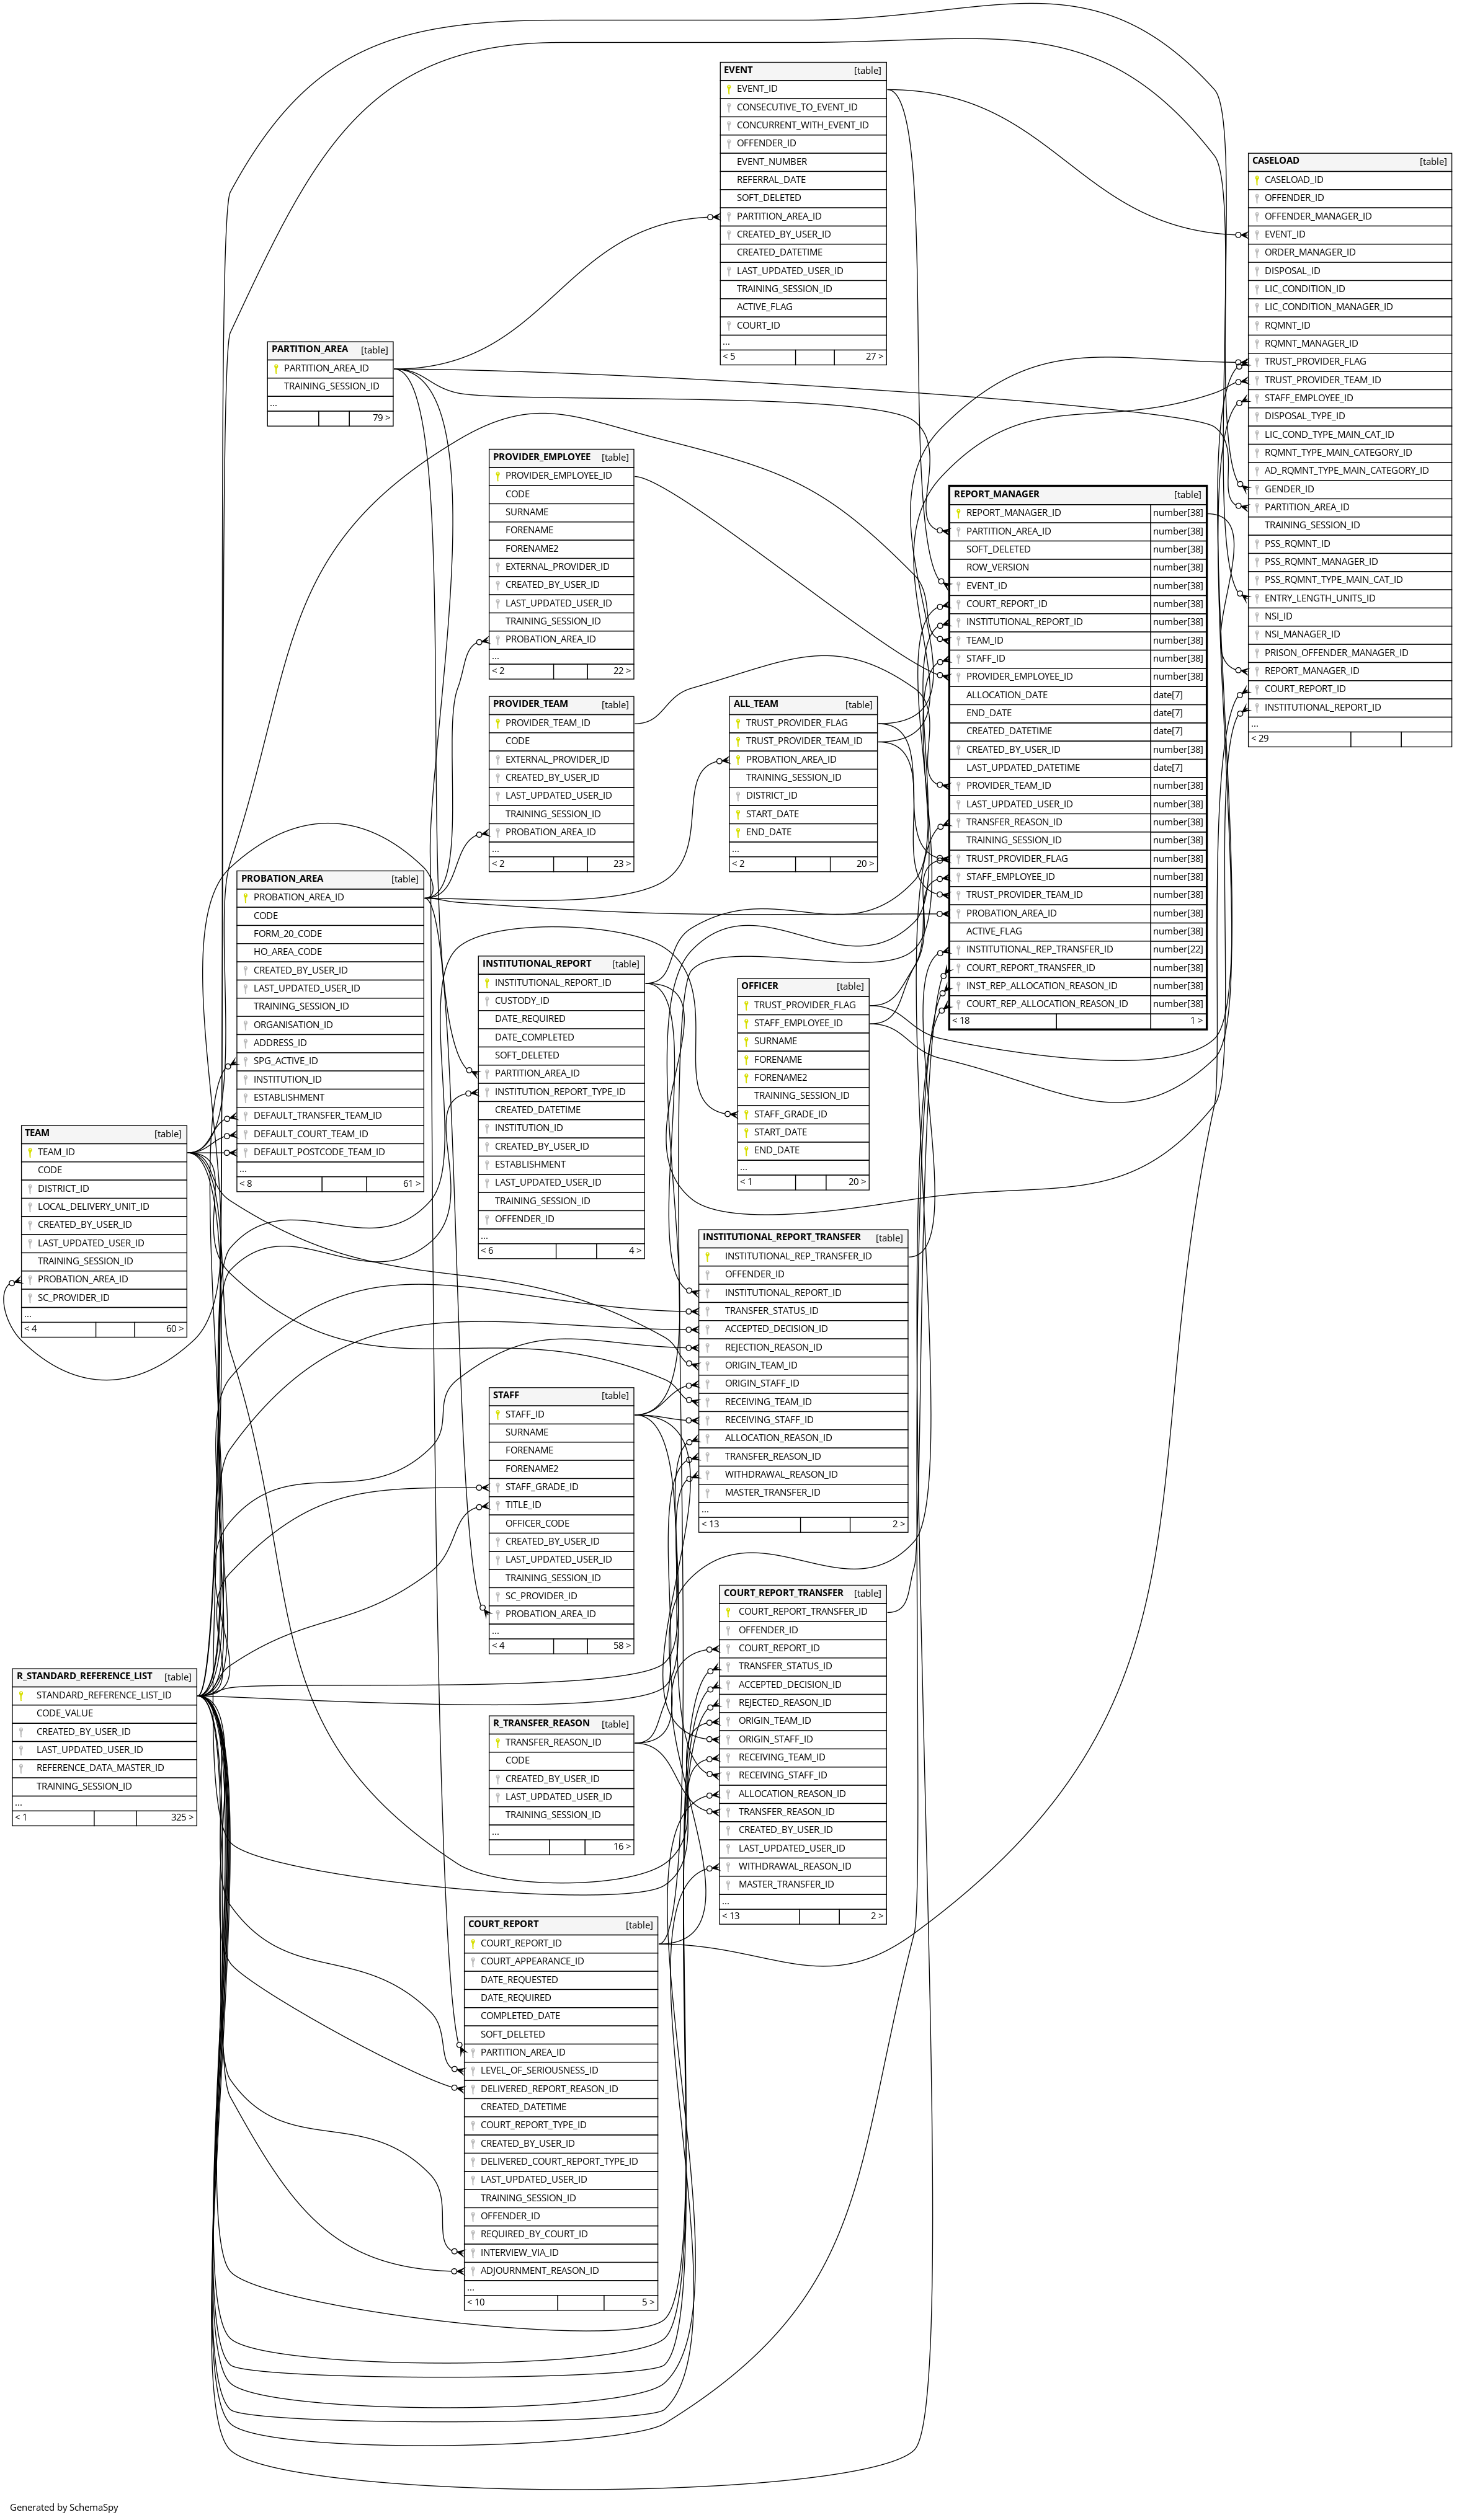 EVENT [table]
EVENT_ID
CONSECUTIVE_TO_EVENT_ID
CONCURRENT_WITH_EVENT_ID
OFFENDER_ID
EVENT_NUMBER
REFERRAL_DATE
SOFT_DELETED
PARTITION_AREA_ID
CREATED_BY_USER_ID
CREATED_DATETIME
LAST_UPDATED_USER_ID
TRAINING_SESSION_ID
ACTIVE_FLAG
COURT_ID
...
< 5 27 >
CASELOAD [table]
CASELOAD_ID
OFFENDER_ID
OFFENDER_MANAGER_ID
EVENT_ID
ORDER_MANAGER_ID
DISPOSAL_ID
LIC_CONDITION_ID
LIC_CONDITION_MANAGER_ID
RQMNT_ID
RQMNT_MANAGER_ID
TRUST_PROVIDER_FLAG
TRUST_PROVIDER_TEAM_ID
STAFF_EMPLOYEE_ID
DISPOSAL_TYPE_ID
LIC_COND_TYPE_MAIN_CAT_ID
RQMNT_TYPE_MAIN_CATEGORY_ID
AD_RQMNT_TYPE_MAIN_CATEGORY_ID
GENDER_ID
PARTITION_AREA_ID
TRAINING_SESSION_ID
PSS_RQMNT_ID
PSS_RQMNT_MANAGER_ID
PSS_RQMNT_TYPE_MAIN_CAT_ID
ENTRY_LENGTH_UNITS_ID
NSI_ID
NSI_MANAGER_ID
PRISON_OFFENDER_MANAGER_ID
REPORT_MANAGER_ID
COURT_REPORT_ID
INSTITUTIONAL_REPORT_ID
...
< 29
PARTITION_AREA [table]
PARTITION_AREA_ID
TRAINING_SESSION_ID
...
79 >
PROVIDER_EMPLOYEE [table]
PROVIDER_EMPLOYEE_ID
CODE
SURNAME
FORENAME
FORENAME2
EXTERNAL_PROVIDER_ID
CREATED_BY_USER_ID
LAST_UPDATED_USER_ID
TRAINING_SESSION_ID
PROBATION_AREA_ID
...
< 2 22 >
REPORT_MANAGER [table]
REPORT_MANAGER_ID number[38]
PARTITION_AREA_ID number[38]
SOFT_DELETED number[38]
ROW_VERSION number[38]
EVENT_ID number[38]
COURT_REPORT_ID number[38]
INSTITUTIONAL_REPORT_ID number[38]
TEAM_ID number[38]
STAFF_ID number[38]
PROVIDER_EMPLOYEE_ID number[38]
ALLOCATION_DATE date[7]
END_DATE date[7]
CREATED_DATETIME date[7]
CREATED_BY_USER_ID number[38]
LAST_UPDATED_DATETIME date[7]
PROVIDER_TEAM_ID number[38]
LAST_UPDATED_USER_ID number[38]
TRANSFER_REASON_ID number[38]
TRAINING_SESSION_ID number[38]
TRUST_PROVIDER_FLAG number[38]
STAFF_EMPLOYEE_ID number[38]
TRUST_PROVIDER_TEAM_ID number[38]
PROBATION_AREA_ID number[38]
ACTIVE_FLAG number[38]
INSTITUTIONAL_REP_TRANSFER_ID number[22]
COURT_REPORT_TRANSFER_ID number[38]
INST_REP_ALLOCATION_REASON_ID number[38]
COURT_REP_ALLOCATION_REASON_ID number[38]
< 18 1 >
PROVIDER_TEAM [table]
PROVIDER_TEAM_ID
CODE
EXTERNAL_PROVIDER_ID
CREATED_BY_USER_ID
LAST_UPDATED_USER_ID
TRAINING_SESSION_ID
PROBATION_AREA_ID
...
< 2 23 >
ALL_TEAM [table]
TRUST_PROVIDER_FLAG
TRUST_PROVIDER_TEAM_ID
PROBATION_AREA_ID
TRAINING_SESSION_ID
DISTRICT_ID
START_DATE
END_DATE
...
< 2 20 >
PROBATION_AREA [table]
PROBATION_AREA_ID
CODE
FORM_20_CODE
HO_AREA_CODE
CREATED_BY_USER_ID
LAST_UPDATED_USER_ID
TRAINING_SESSION_ID
ORGANISATION_ID
ADDRESS_ID
SPG_ACTIVE_ID
INSTITUTION_ID
ESTABLISHMENT
DEFAULT_TRANSFER_TEAM_ID
DEFAULT_COURT_TEAM_ID
DEFAULT_POSTCODE_TEAM_ID
...
< 8 61 >
INSTITUTIONAL_REPORT [table]
INSTITUTIONAL_REPORT_ID
CUSTODY_ID
DATE_REQUIRED
DATE_COMPLETED
SOFT_DELETED
PARTITION_AREA_ID
INSTITUTION_REPORT_TYPE_ID
CREATED_DATETIME
INSTITUTION_ID
CREATED_BY_USER_ID
ESTABLISHMENT
LAST_UPDATED_USER_ID
TRAINING_SESSION_ID
OFFENDER_ID
...
< 6 4 >
OFFICER [table]
TRUST_PROVIDER_FLAG
STAFF_EMPLOYEE_ID
SURNAME
FORENAME
FORENAME2
TRAINING_SESSION_ID
STAFF_GRADE_ID
START_DATE
END_DATE
...
< 1 20 >
TEAM [table]
TEAM_ID
CODE
DISTRICT_ID
LOCAL_DELIVERY_UNIT_ID
CREATED_BY_USER_ID
LAST_UPDATED_USER_ID
TRAINING_SESSION_ID
PROBATION_AREA_ID
SC_PROVIDER_ID
...
< 4 60 >
INSTITUTIONAL_REPORT_TRANSFER [table]
INSTITUTIONAL_REP_TRANSFER_ID
OFFENDER_ID
INSTITUTIONAL_REPORT_ID
TRANSFER_STATUS_ID
ACCEPTED_DECISION_ID
REJECTION_REASON_ID
ORIGIN_TEAM_ID
ORIGIN_STAFF_ID
RECEIVING_TEAM_ID
RECEIVING_STAFF_ID
ALLOCATION_REASON_ID
TRANSFER_REASON_ID
WITHDRAWAL_REASON_ID
MASTER_TRANSFER_ID
...
< 13 2 >
STAFF [table]
STAFF_ID
SURNAME
FORENAME
FORENAME2
STAFF_GRADE_ID
TITLE_ID
OFFICER_CODE
CREATED_BY_USER_ID
LAST_UPDATED_USER_ID
TRAINING_SESSION_ID
SC_PROVIDER_ID
PROBATION_AREA_ID
...
< 4 58 >
COURT_REPORT_TRANSFER [table]
COURT_REPORT_TRANSFER_ID
OFFENDER_ID
COURT_REPORT_ID
TRANSFER_STATUS_ID
ACCEPTED_DECISION_ID
REJECTED_REASON_ID
ORIGIN_TEAM_ID
ORIGIN_STAFF_ID
RECEIVING_TEAM_ID
RECEIVING_STAFF_ID
ALLOCATION_REASON_ID
TRANSFER_REASON_ID
CREATED_BY_USER_ID
LAST_UPDATED_USER_ID
WITHDRAWAL_REASON_ID
MASTER_TRANSFER_ID
...
< 13 2 >
R_STANDARD_REFERENCE_LIST [table]
STANDARD_REFERENCE_LIST_ID
CODE_VALUE
CREATED_BY_USER_ID
LAST_UPDATED_USER_ID
REFERENCE_DATA_MASTER_ID
TRAINING_SESSION_ID
...
< 1 325 >
R_TRANSFER_REASON [table]
TRANSFER_REASON_ID
CODE
CREATED_BY_USER_ID
LAST_UPDATED_USER_ID
TRAINING_SESSION_ID
...
16 >
COURT_REPORT [table]
COURT_REPORT_ID
COURT_APPEARANCE_ID
DATE_REQUESTED
DATE_REQUIRED
COMPLETED_DATE
SOFT_DELETED
PARTITION_AREA_ID
LEVEL_OF_SERIOUSNESS_ID
DELIVERED_REPORT_REASON_ID
CREATED_DATETIME
COURT_REPORT_TYPE_ID
CREATED_BY_USER_ID
DELIVERED_COURT_REPORT_TYPE_ID
LAST_UPDATED_USER_ID
TRAINING_SESSION_ID
OFFENDER_ID
REQUIRED_BY_COURT_ID
INTERVIEW_VIA_ID
ADJOURNMENT_REASON_ID
...
< 10 5 >
Generated by SchemaSpy